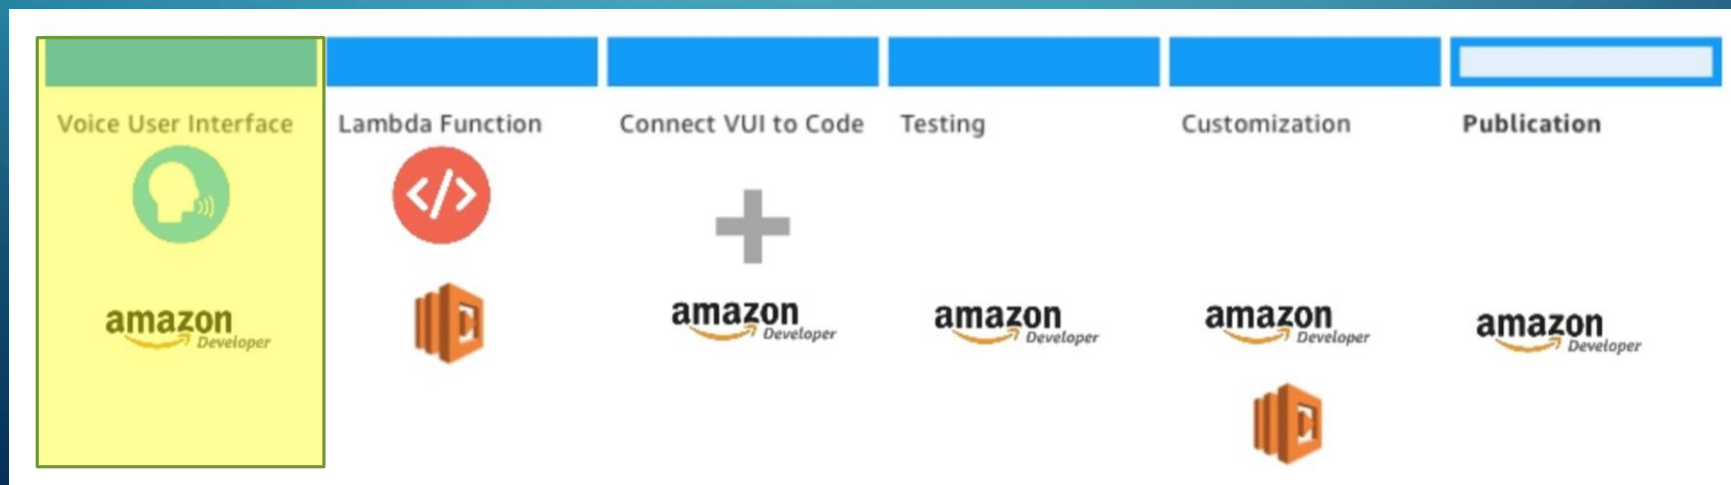 Voice User Interface
Lambda Function
Connect VUI to Code
Testing
Customization
Publication
</>
amazon
Developer
amazon
Developer
amazon
Developer
amazon
Developer
amazon
Developer